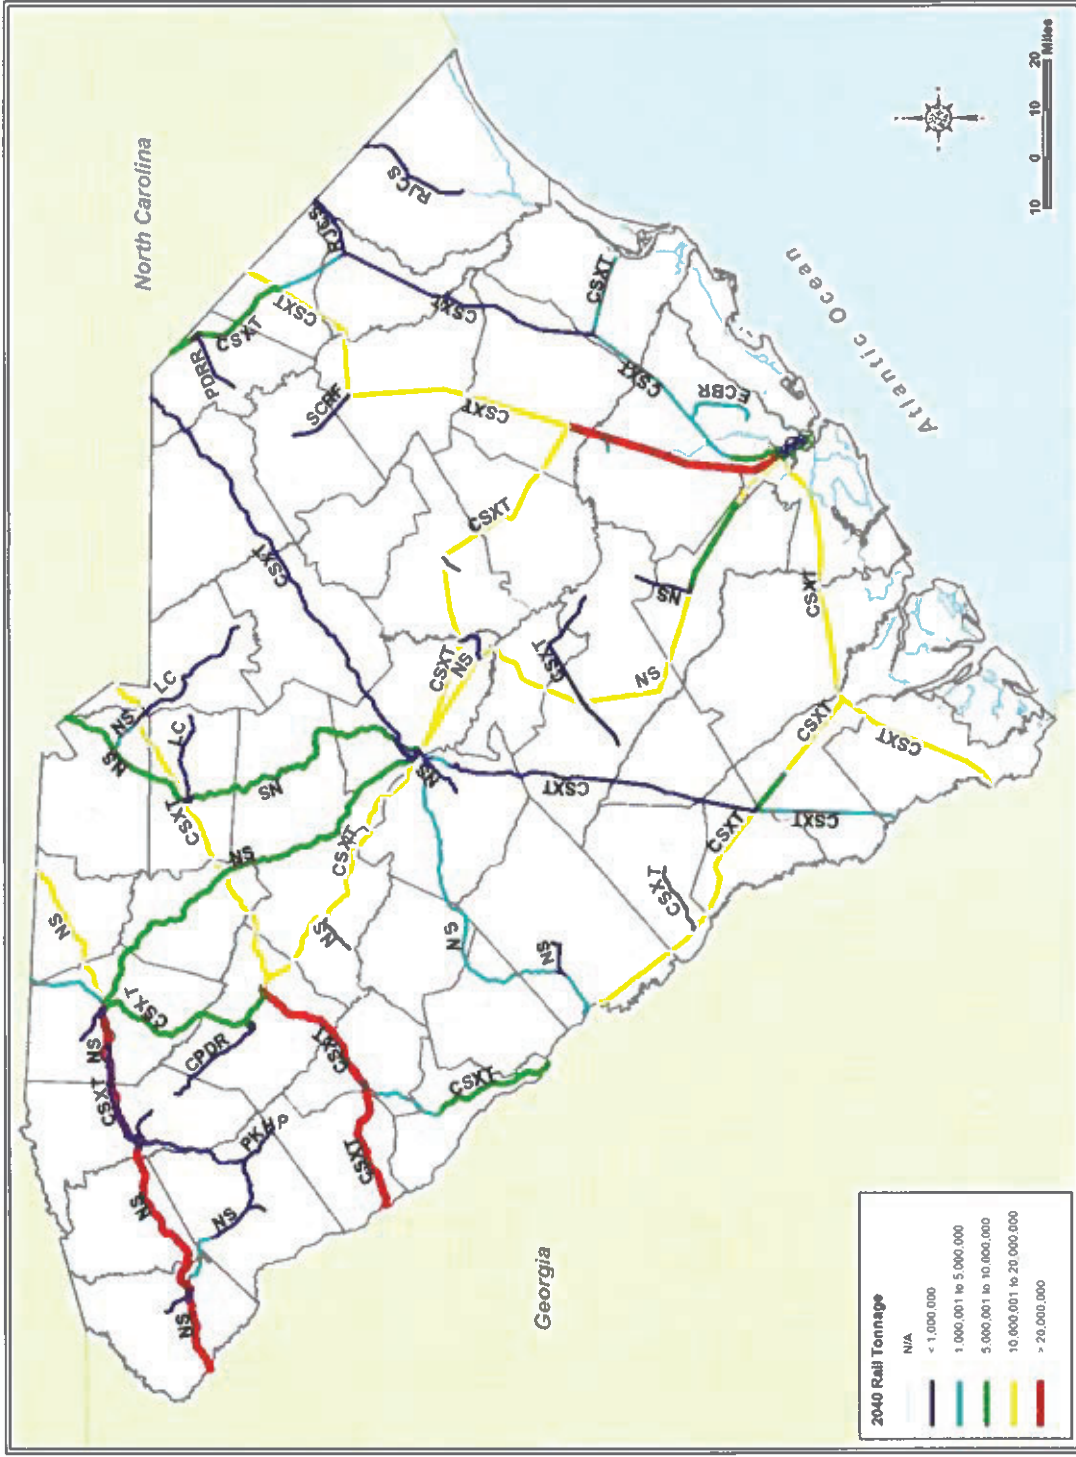 North Carolina
Georgia
Atlantic Ocean
RJCS
RJCS
CSXT
PDRR
CSXT
SCRF
CSXT
CSXT
CSXT
CSXT
ECBR
CSXT
CSXT
CSXT
NS
CSXT
NS
CSXT
NS
CSXT
CSXT
CSXT
CSXT
CSXT
CSXT
CSXT
LC
NS
NS
LC
CSXT
NS
NS
CSXT
NS
NS
NS
NS
NS
CSXT
NS
CSXT
CPDR
CSXT
CSXT
CSXT
PKHP
NS
NS
NS
10 0 10 20
Miles
2040 Rail Tonnage
N/A
< 1,000,000
1,000,001 to 5,000,000
5,000,001 to 10,000,000
10,000,001 to 20,000,000
> 20,000,000